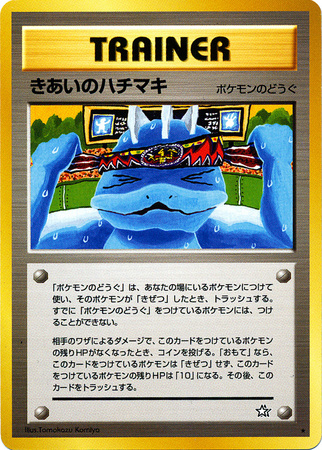 TRAINER
きあいのハチマキ
ポケモンのどうぐ
「ポケモンのどうぐ」は、あなたの場にいるポケモンにつけて
使い、そのポケモンが「きぜつ」したとき、トラッシュする。
すでに「ポケモンのどうぐ」をつけているポケモンには、つけ
ることができない。
相手のワザによるダメージで、このカードをつけているポケモン
の残りHPがなくなったとき、コインを投げる。「おもて」なら、
このカードをつけているポケモンは「きぜつ」せず、このカード
をつけているポケモンの残りHPは「10」になる。その後、この
カードをトラッシュする。
Illus. Tomokazu Komiya